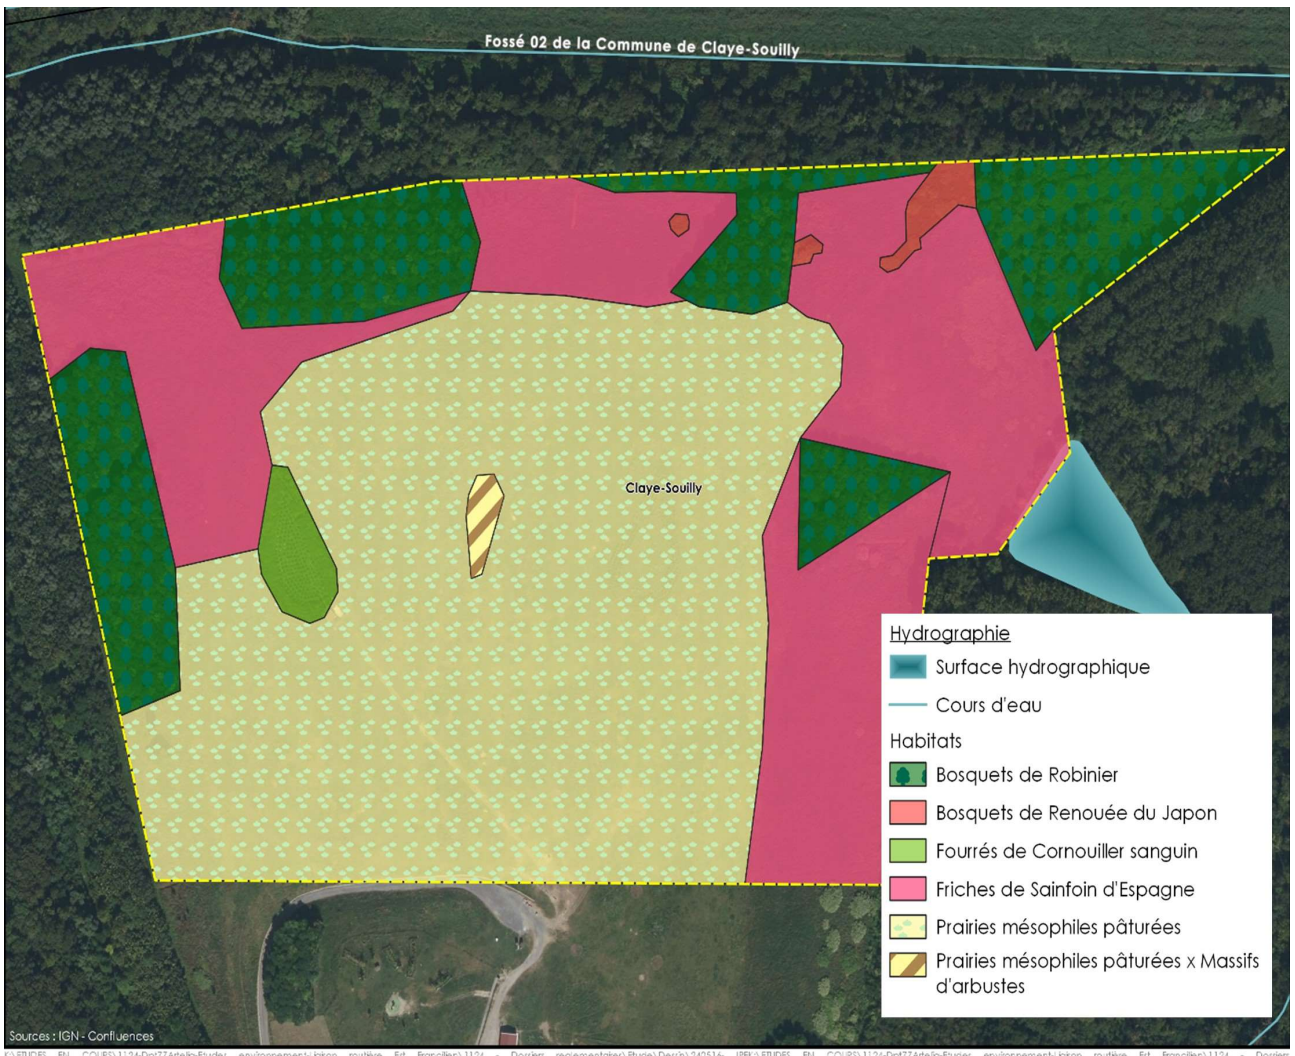 Fossé 02 de la Commune de Claye-Souilly
Claye-Souilly
Hydrographie
Surface hydrographique
Cours d'eau
Habitats
Bosquets de Robinier
Bosquets de Renouée du Japon
Fourrés de Cornouiller sanguin
Friches de Sainfoin d'Espagne
Prairies mésophiles pâturées
Prairies mésophiles pâturées x Massifs
d'arbustes
Sources : IGN - Confluences